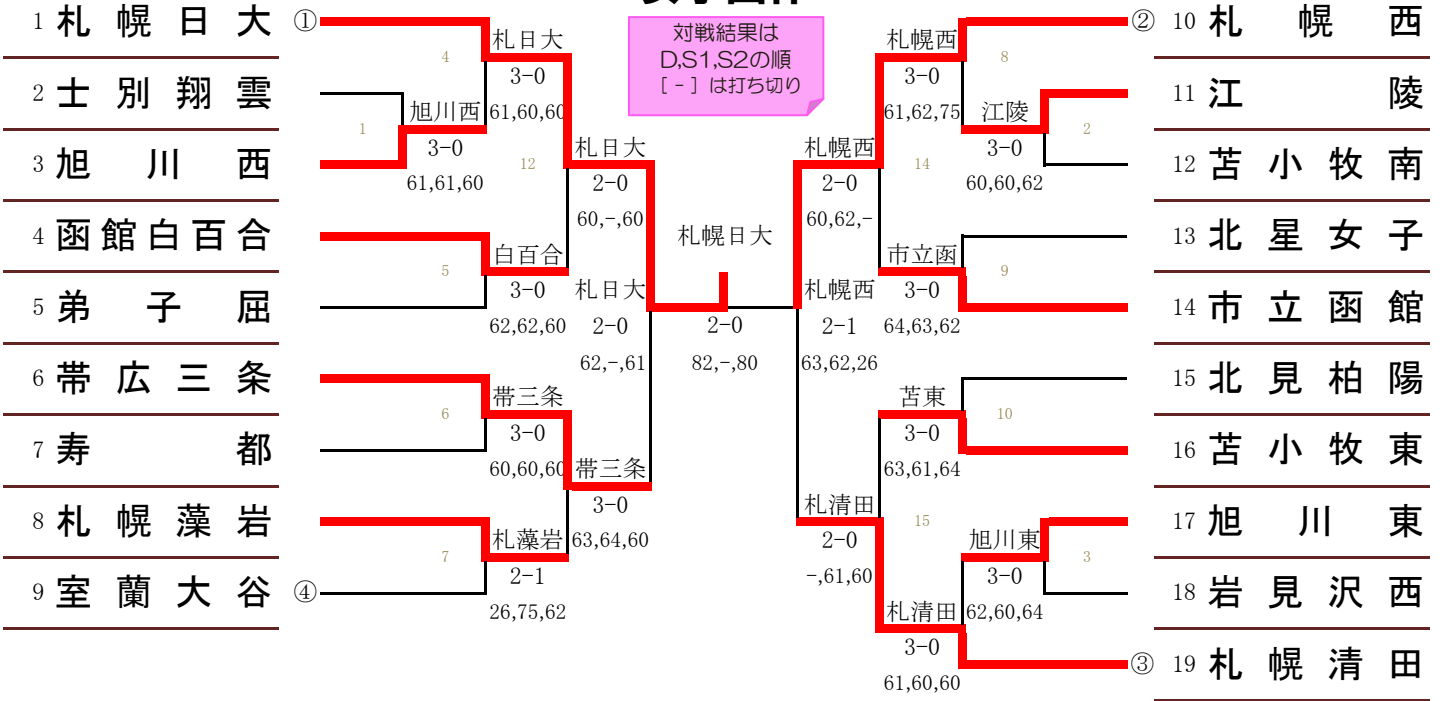 1 札幌日大 ①
2 士別翔雲
3 旭川西
4 函館白百合
5 弟子屈
6 帯広三条
7 寿都
8 札幌藻岩
9 室蘭大谷 ④
対戦結果は
D,S1,S2の順
[ - ] は打ち切り
4
札日大
3-0
61,60,60
1
旭川西
3-0
61,61,60
12
札日大
2-0
60,-,60
5
白百合
3-0
62,62,60
札日大
2-0
62,-,61
6
帯三条
3-0
60,60,60
帯三条
3-0
63,64,60
7
札藻岩
2-1
26,75,62
札幌日大
2-0
82,-,80
札幌西
3-0
61,62,75
8
江陵
3-0
60,60,62
2
札幌西
2-0
60,62,-
14
市立函
3-0
64,63,62
9
札幌西
2-1
63,62,26
苫東
3-0
63,61,64
10
札清田
2-0
-,61,60
15
旭川東
3-0
62,60,64
3
札清田
3-0
61,60,60
② 10 札幌西
11 江陵
12 苫小牧南
13 北星女子
14 市立函館
15 北見柏陽
16 苫小牧東
17 旭川東
18 岩見沢西
③ 19 札幌清田